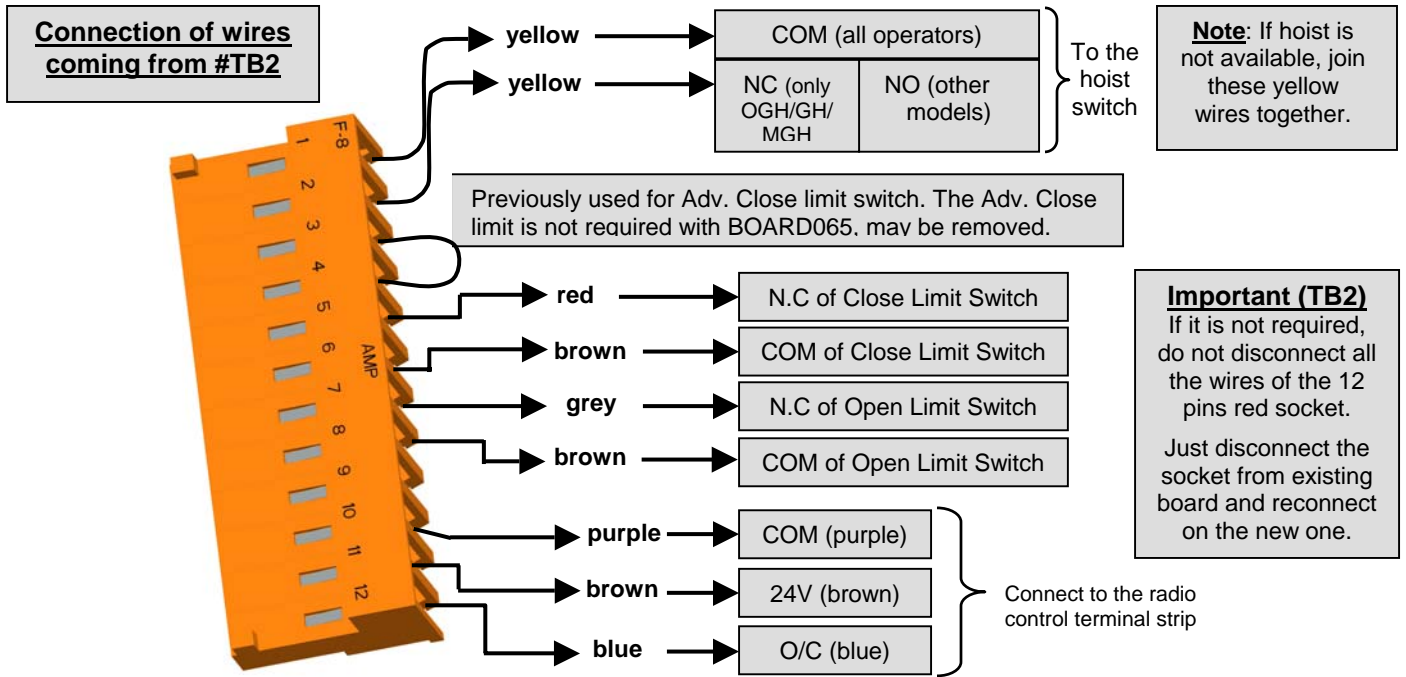 Connection of wires
coming from #TB2
yellow
yellow
COM (all operators)
NC (only
OGH/GH/
MGH
NO (other
models)
To the
hoist
switch
Note: If hoist is
not available, join
these yellow
wires together.
Previously used for Adv. Close limit switch. The Adv. Close
limit is not required with BOARD065, may be removed.
F-8
AMP
1
2
3
4
5
6
7
8
9
10
11
12
red
N.C of Close Limit Switch
brown
COM of Close Limit Switch
grey
N.C of Open Limit Switch
brown
COM of Open Limit Switch
Important (TB2)
If it is not required,
do not disconnect all
the wires of the 12
pins red socket.
Just disconnect the
socket from existing
board and reconnect
on the new one.
purple
COM (purple)
brown
24V (brown)
blue
O/C (blue)
Connect to the radio
control terminal strip